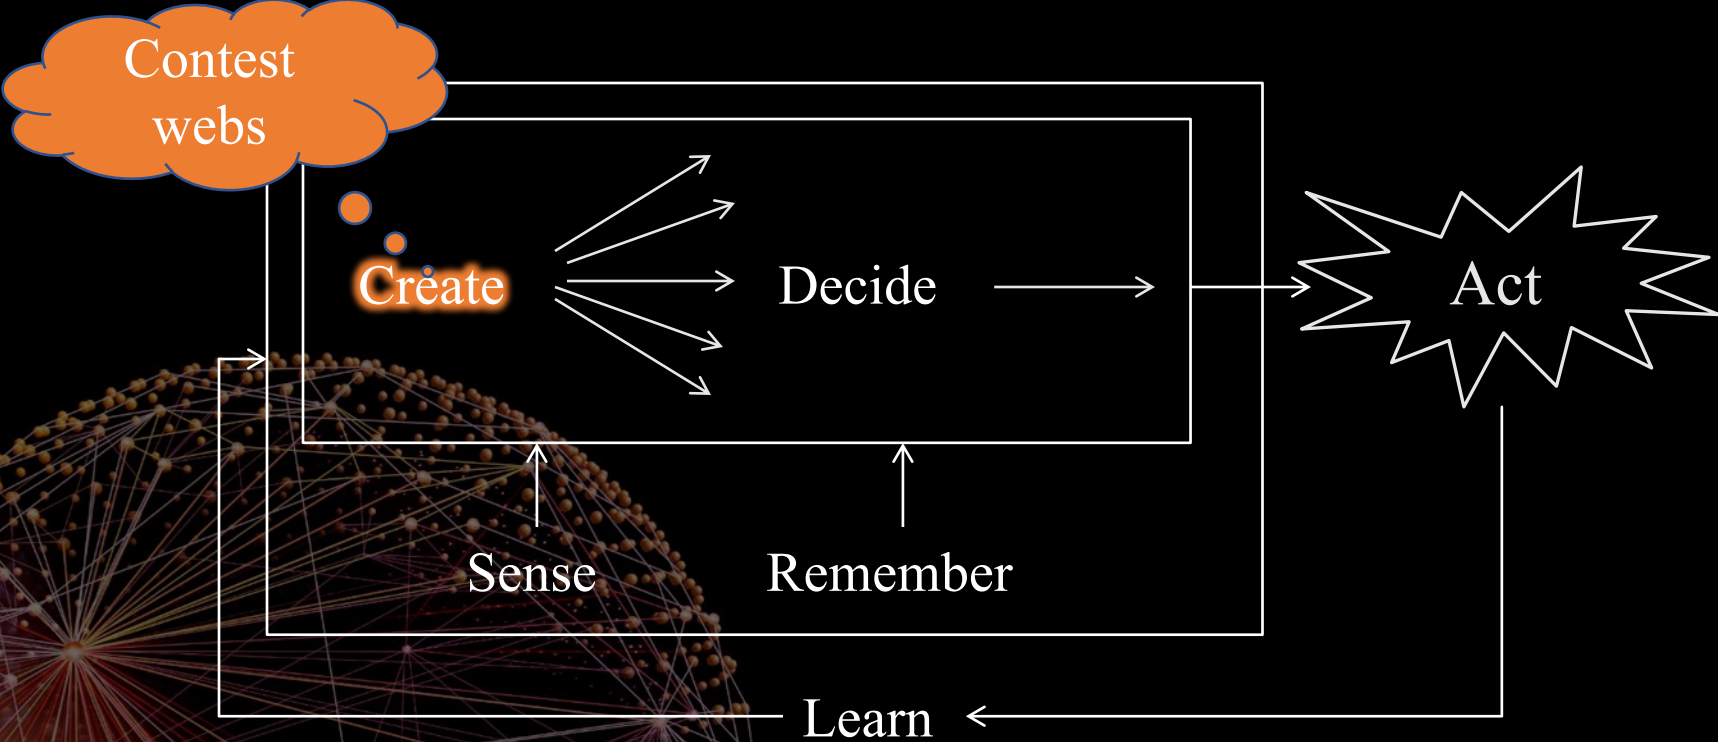 Contest
webs
Create
Decide
Act
Sense
Remember
Learn